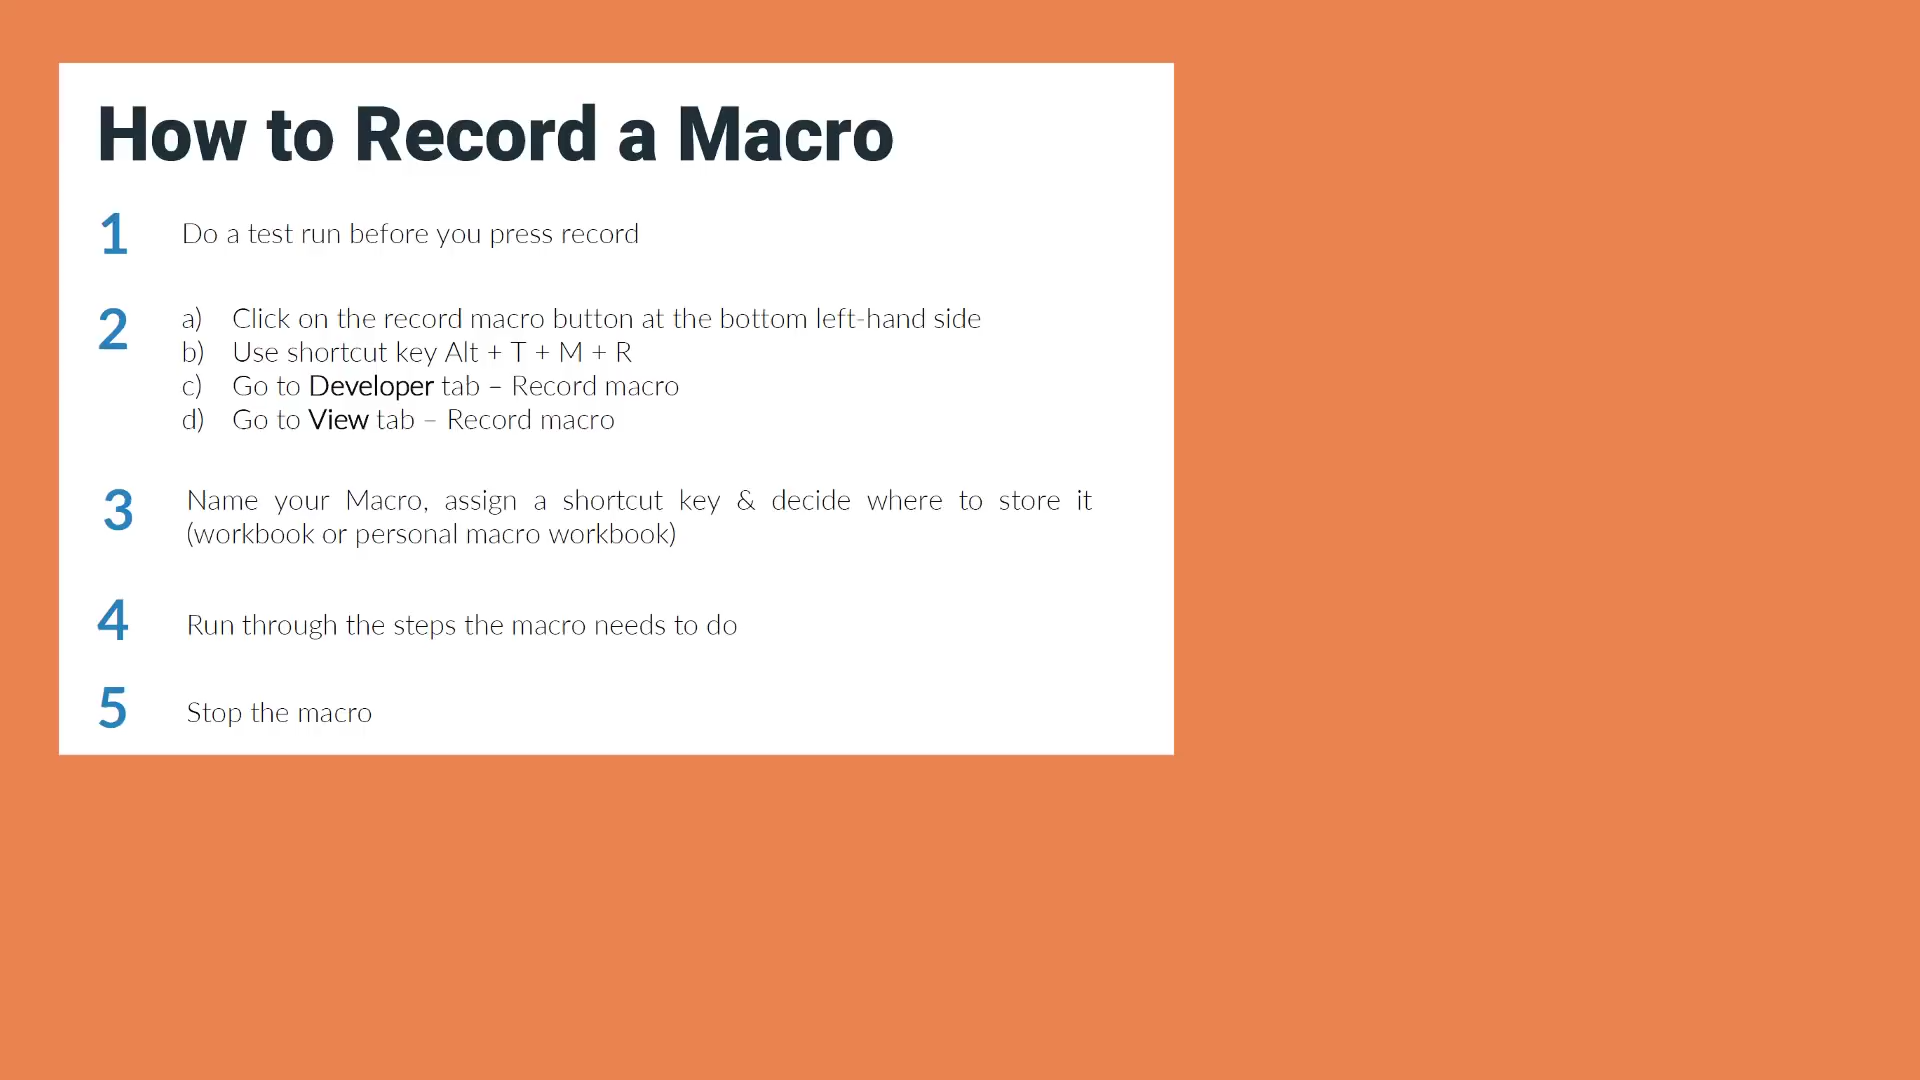 How to Record a Macro
1 Do a test run before you press record
2 a) Click on the record macro button at the bottom left-hand side
b) Use shortcut key Alt + T + M + R
c) Go to Developer tab – Record macro
d) Go to View tab – Record macro
3 Name your Macro, assign a shortcut key & decide where to store it
(workbook or personal macro workbook)
4 Run through the steps the macro needs to do
5 Stop the macro